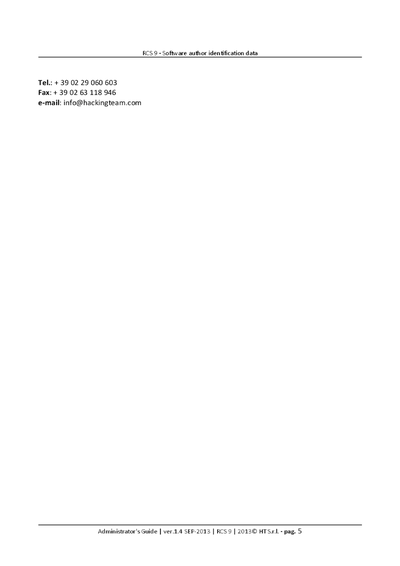 RCS 9 - Software author identification data
Tel.: + 39 02 29 060 603
Fax: + 39 02 63 118 946
e-mail: info@hackingteam.com
Administrator's Guide | ver.1.4 SEP-2013 | RCS 9 | 2013© HT S.r.l. - pag. 5